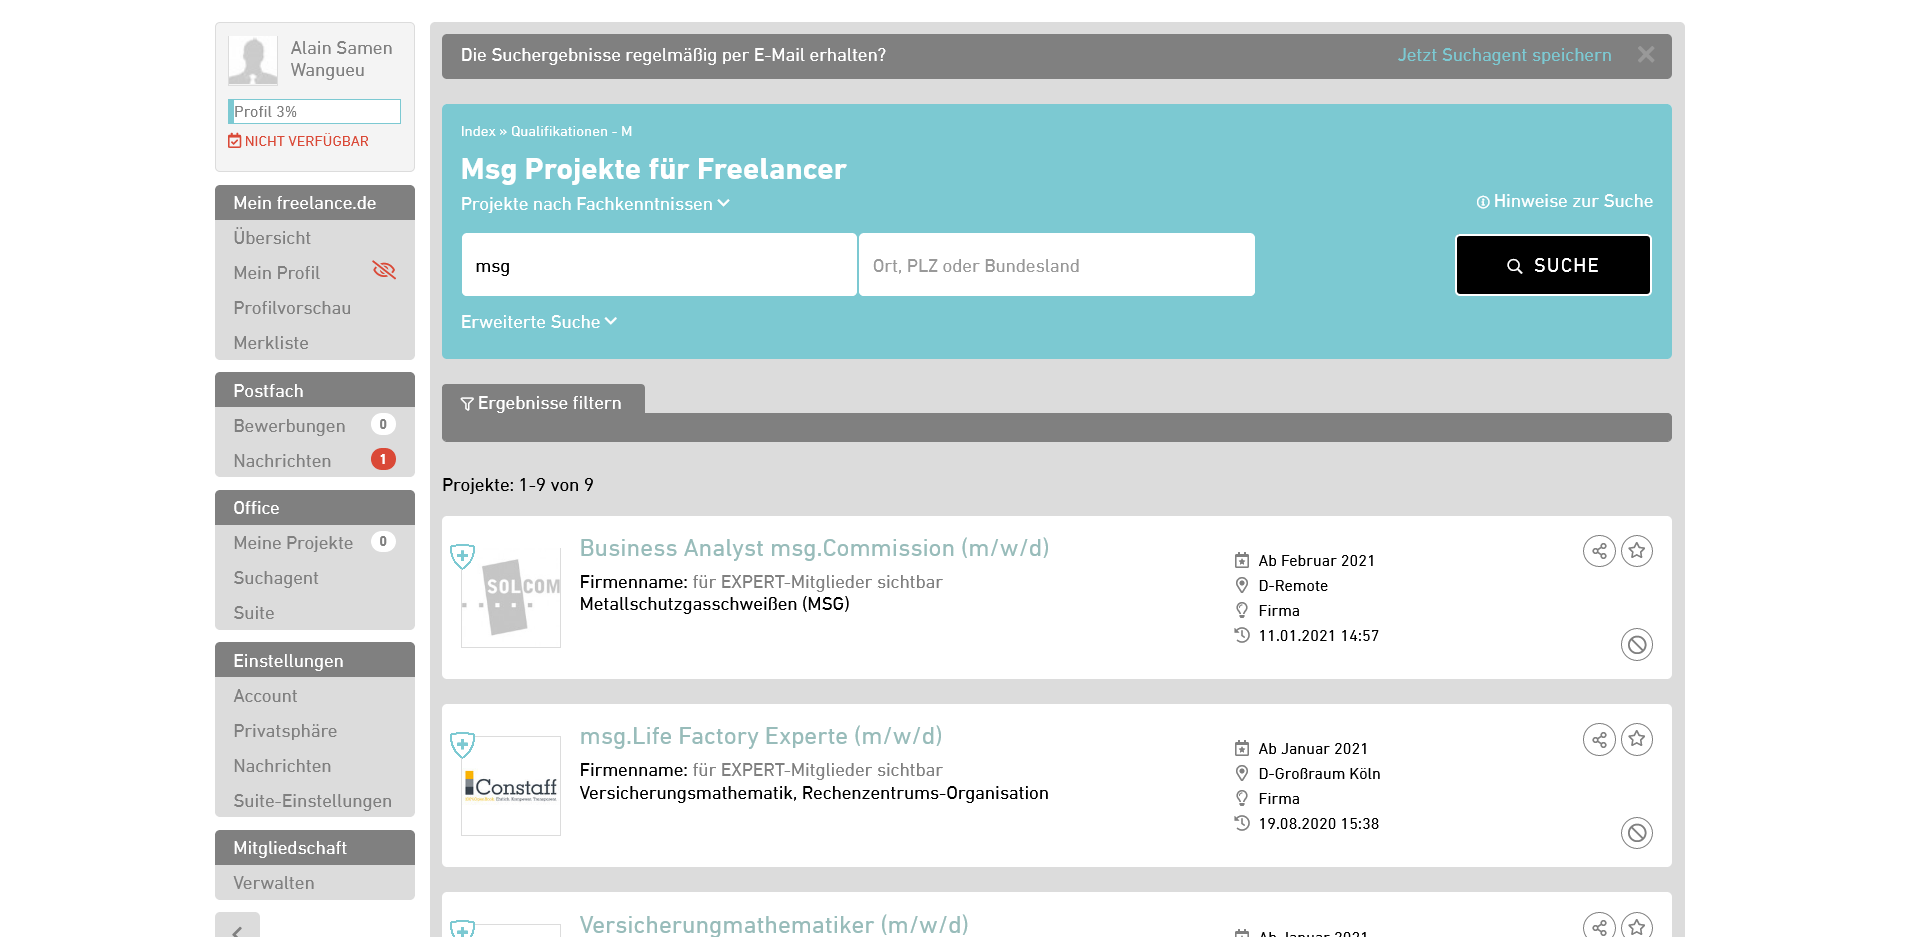 Alain Samen
Wangueu
Profil 3%
NICHT VERFÜGBAR
Mein freelance.de
Übersicht
Mein Profil
Profilvorschau
Merkliste
Postfach
Bewerbungen 0
Nachrichten 1
Office
Meine Projekte 0
Suchagent
Suite
Einstellungen
Account
Privatsphäre
Nachrichten
Suite-Einstellungen
Mitgliedschaft
Verwalten
Die Suchergebnisse regelmäßig per E-Mail erhalten?
Jetzt Suchagent speichern
Index » Qualifikationen - M
Msg Projekte für Freelancer
Projekte nach Fachkenntnissen
Hinweise zur Suche
msg
Ort, PLZ oder Bundesland
SUCHE
Erweiterte Suche
Ergebnisse filtern
Projekte: 1-9 von 9
SOLCOM
Business Analyst msg.Commission (m/w/d)
Firmenname: für EXPERT-Mitglieder sichtbar
Metallschutzgasschweißen (MSG)
Ab Februar 2021
D-Remote
Firma
11.01.2021 14:57
Constaff
msg.Life Factory Experte (m/w/d)
Firmenname: für EXPERT-Mitglieder sichtbar
Versicherungsmathematik, Rechenzentrums-Organisation
Ab Januar 2021
D-Großraum Köln
Firma
19.08.2020 15:38
Versicherungmathematiker (m/w/d)
Ab Januar 2021